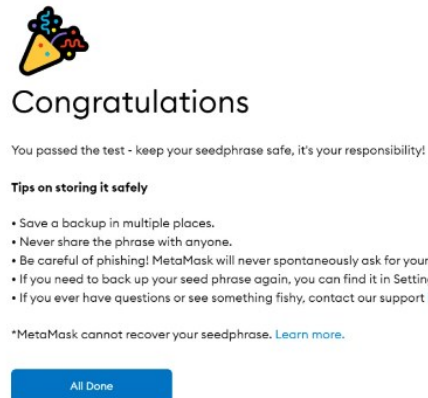 Congratulations
You passed the test - keep your seedphrase safe, it's your responsibility!
Tips on storing it safely
• Save a backup in multiple places.
• Never share the phrase with anyone.
• Be careful of phishing! MetaMask will never spontaneously ask for your
• If you need to back up your seed phrase again, you can find it in Settin
• If you ever have questions or see something fishy, contact our support
*MetaMask cannot recover your seedphrase. Learn more.
All Done